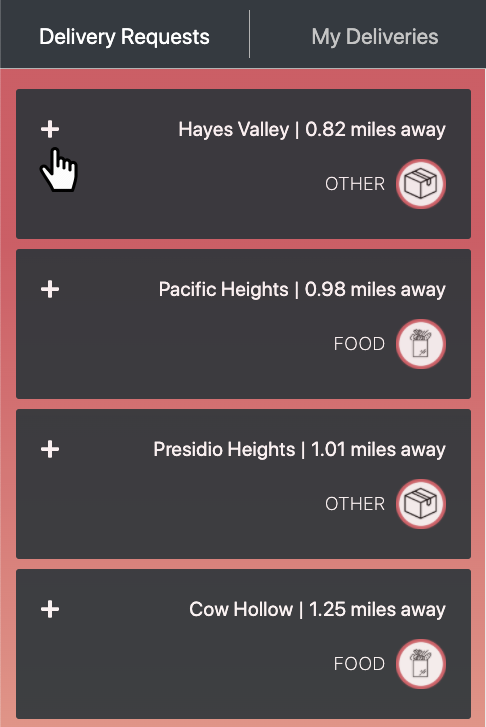 Delivery Requests
My Deliveries
Hayes Valley | 0.82 miles away
OTHER
Pacific Heights | 0.98 miles away
FOOD
Presidio Heights | 1.01 miles away
OTHER
Cow Hollow | 1.25 miles away
FOOD